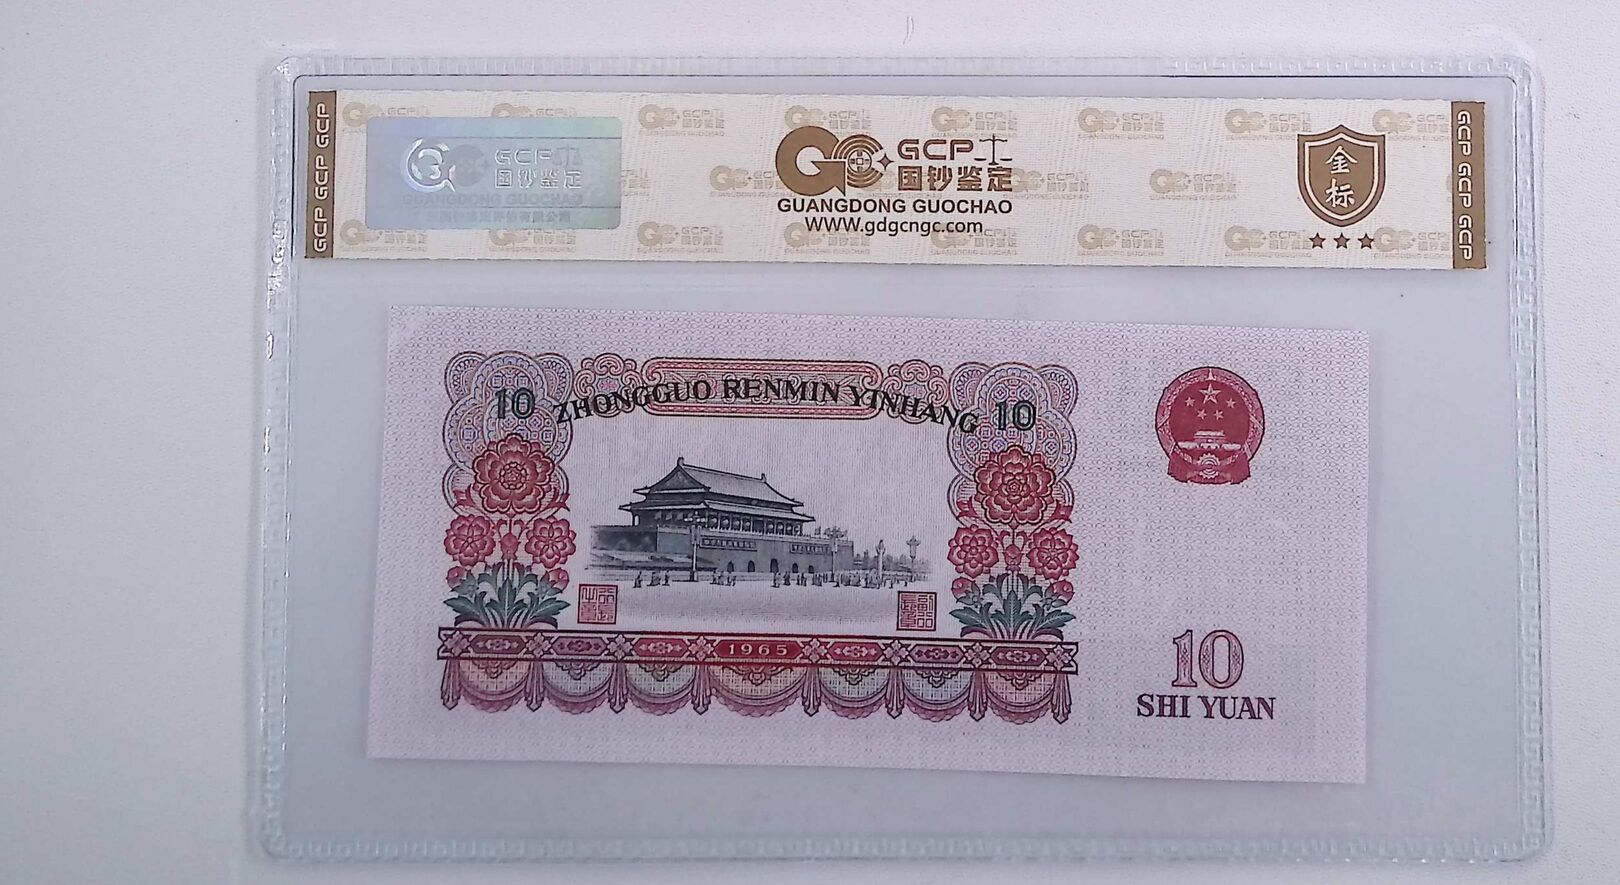 GCP GCP GCP
GCP
国钞鉴定
GUANGDONG GUOCHAO
GCP
国钞鉴定
GUANGDONG GUOCHAO
WWW.gdgcngc.com
金
标
GCP GCP GCP
10 ZHONGGUO RENMIN YINHANG 10
1965
10
SHI YUAN